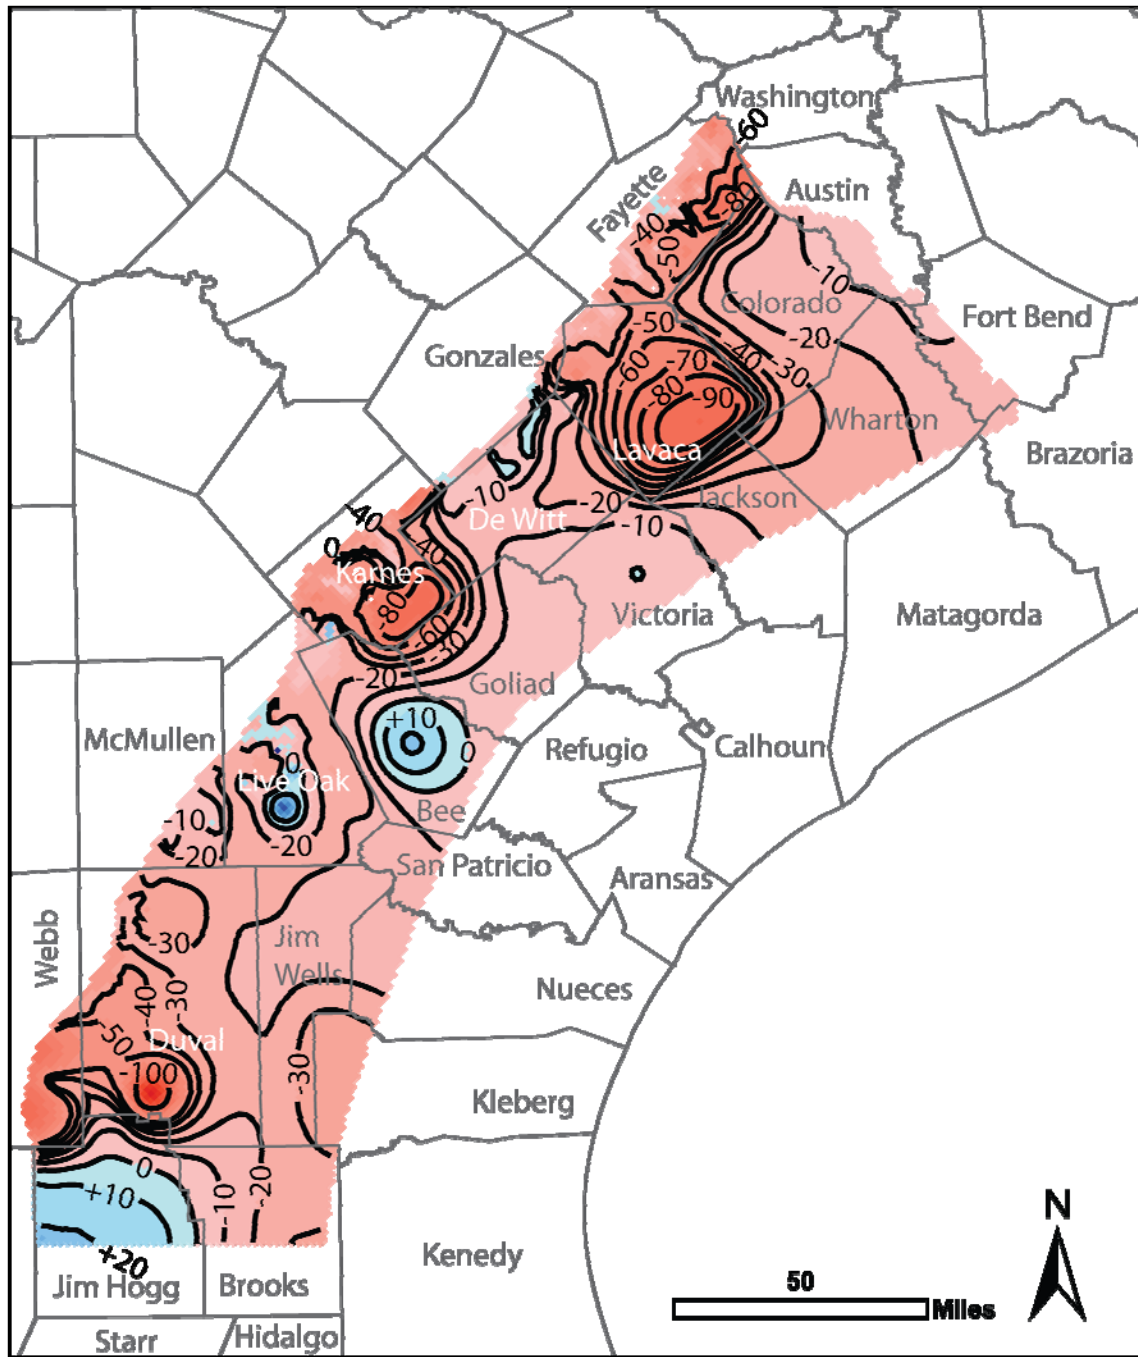 Washington
-60
Austin
Fayette
-80
-40
-50
-10
Colorado
Fort Bend
-50
-20
Gonzales
-60
-70
-40
-30
-80
-90
Wharton
Lavaca
Brazoria
-10
-20
Jackson
-40
De Witt
-10
0
-40
Karnes
-80
Victoria
Matagorda
-60
-30
-20
Goliad
+10
McMullen
0
Refugio
Calhoun
0
Live Oak
-10
Bee
-20
-20
San Patricio
Aransas
Webb
-30
Jim
Wells
Nueces
-40
-30
-50
Duval
-100
-30
Kleberg
0
+10
-10
-20
N
+20
Kenedy
Jim Hogg
Brooks
50
Miles
Starr
Hidalgo